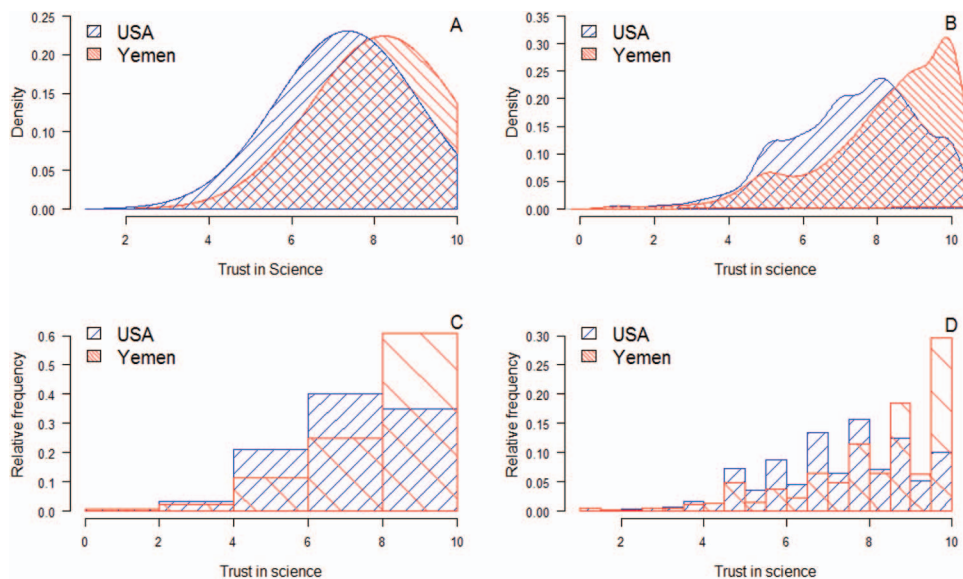 A
USA
Yemen
Density
0.25
0.20
0.15
0.10
0.05
0.00
2 4 6 8 10
Trust in Science
B
USA
Yemen
Density
0.35
0.30
0.25
0.20
0.15
0.10
0.05
0.00
0 2 4 6 8 10
Trust in science
C
USA
Yemen
Relative frequency
0.6
0.5
0.4
0.3
0.2
0.1
0.0
0 2 4 6 8 10
Trust in science
D
USA
Yemen
Relative frequency
0.30
0.25
0.20
0.15
0.10
0.05
0.00
2 4 6 8 10
Trust in science